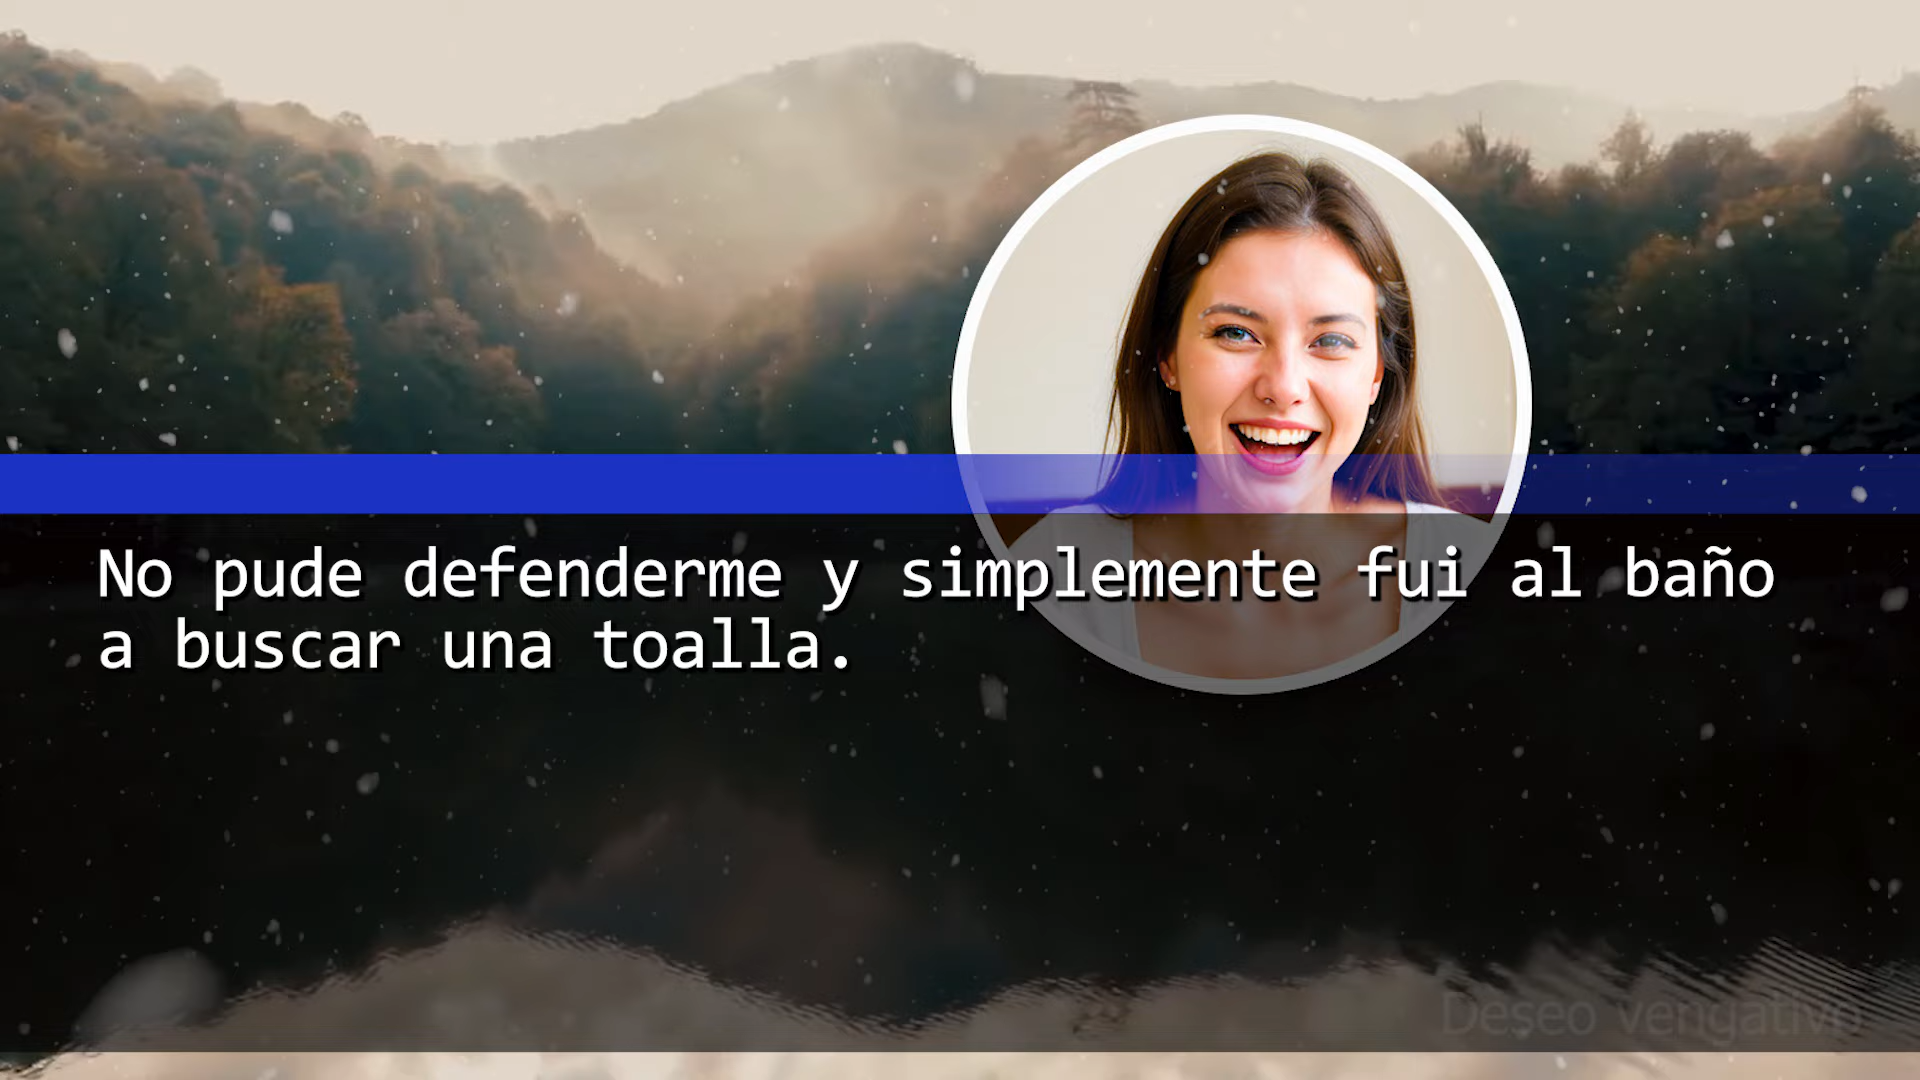 No pude defenderme y simplemente fui al baño
a buscar una toalla.
Deseo vengativo